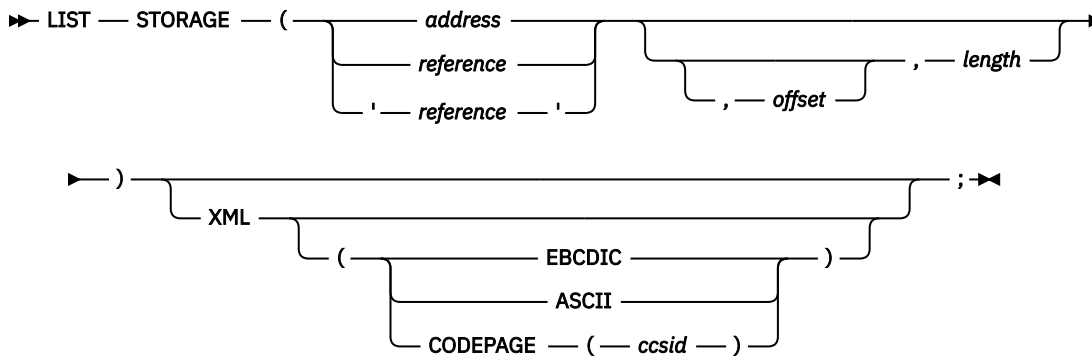 LIST STORAGE ( address
reference
' reference '
, offset , length
) ;
XML
( EBCDIC )
ASCII
CODEPAGE ( ccsid )